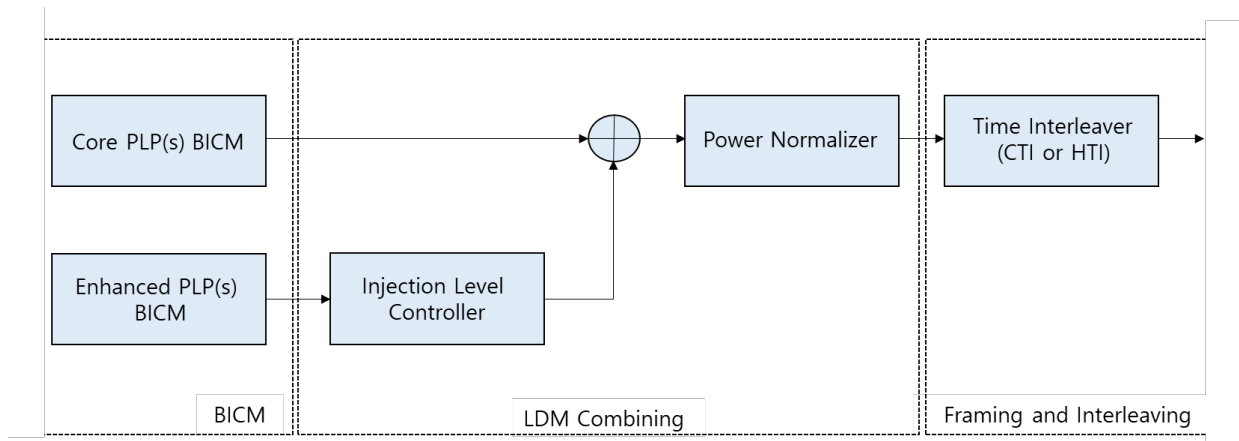 Core PLP(s) BICM
Power Normalizer
Time Interleaver
(CTI or HTI)
Enhanced PLP(s)
BICM
Injection Level
Controller
BICM
LDM Combining
Framing and Interleaving